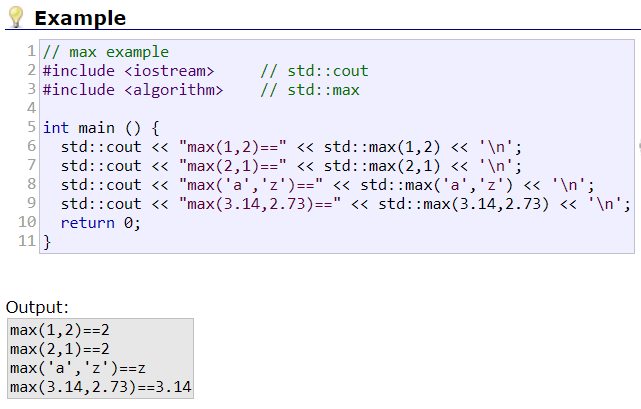 Example
1 // max example
2 #include <iostream>     // std::cout
3 #include <algorithm>    // std::max
4
5 int main () {
6   std::cout << "max(1,2)==" << std::max(1,2) << '\n';
7   std::cout << "max(2,1)==" << std::max(2,1) << '\n';
8   std::cout << "max('a','z')==" << std::max('a','z') << '\n';
9   std::cout << "max(3.14,2.73)==" << std::max(3.14,2.73) << '\n';
10   return 0;
11 }
Output:
max(1,2)==2
max(2,1)==2
max('a','z')==z
max(3.14,2.73)==3.14